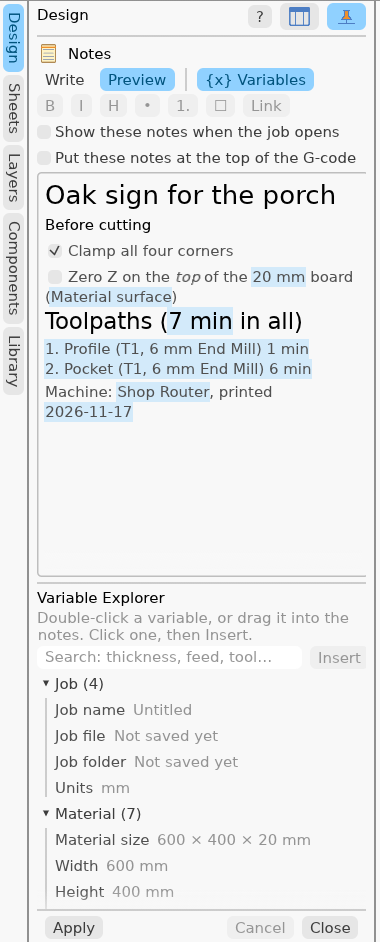 Design
Sheets
Layers
Components
Library
Design
?
Notes
Write
Preview
{x} Variables
B
I
H
•
1.
☐
Link
Show these notes when the job opens
Put these notes at the top of the G-code
Oak sign for the porch
Before cutting
Clamp all four corners
Zero Z on the top of the 20 mm board
(Material surface)
Toolpaths (7 min in all)
1. Profile (T1, 6 mm End Mill) 1 min
2. Pocket (T1, 6 mm End Mill) 6 min
Machine: Shop Router, printed
2026-11-17
Variable Explorer
Double-click a variable, or drag it into the
notes. Click one, then Insert.
Search: thickness, feed, tool...
Insert
Job (4)
Job name Untitled
Job file Not saved yet
Job folder Not saved yet
Units mm
Material (7)
Material size 600 × 400 × 20 mm
Width 600 mm
Height 400 mm
Apply
Cancel
Close